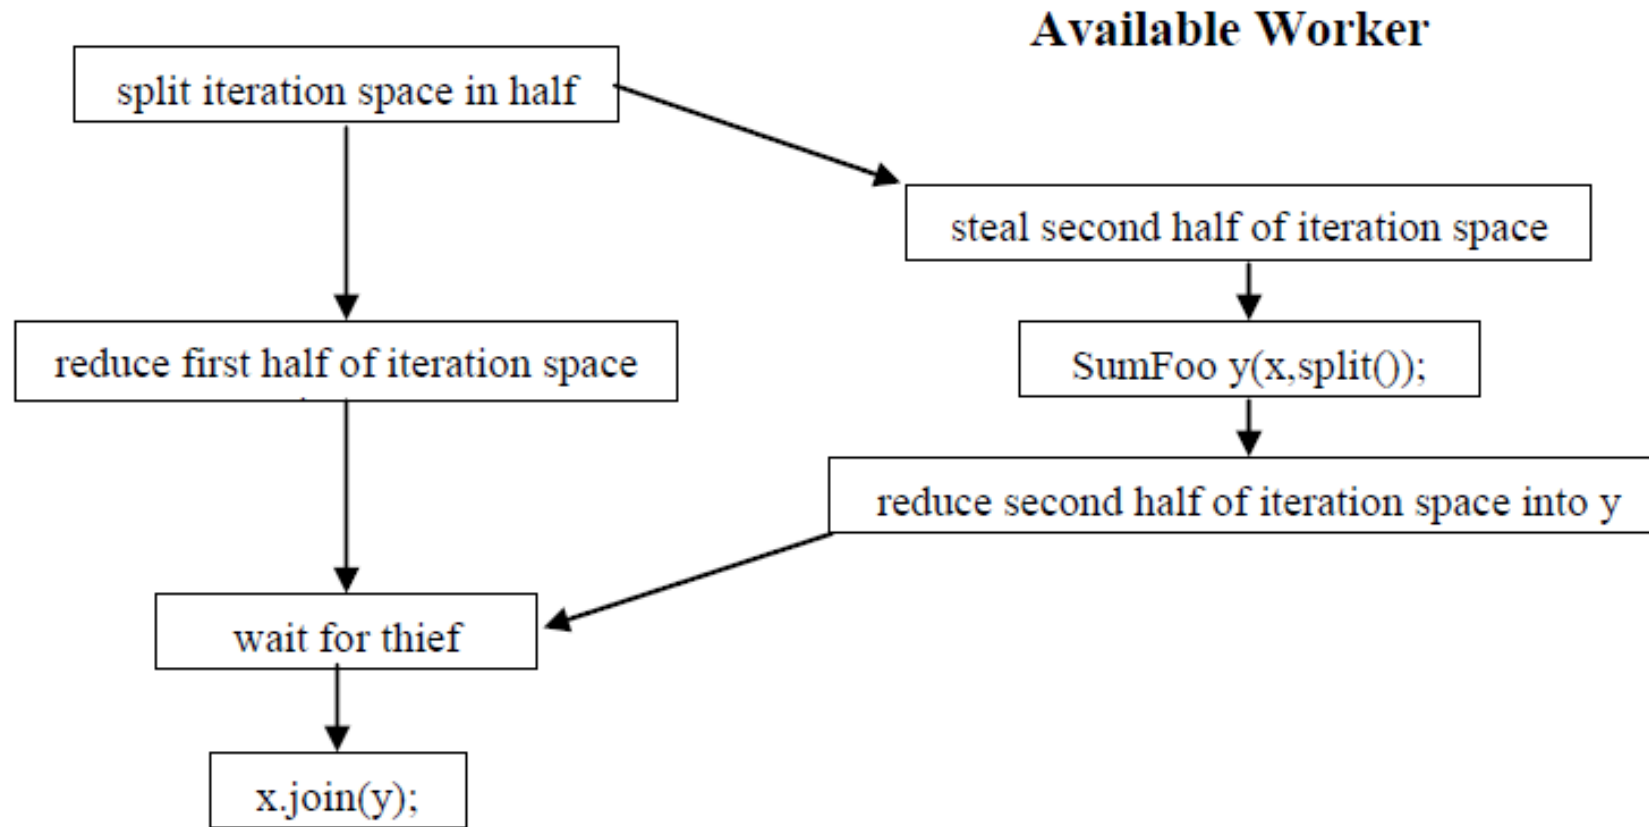 Available Worker
split iteration space in half
steal second half of iteration space
reduce first half of iteration space
SumFoo y(x,split());
reduce second half of iteration space into y
wait for thief
x.join(y);